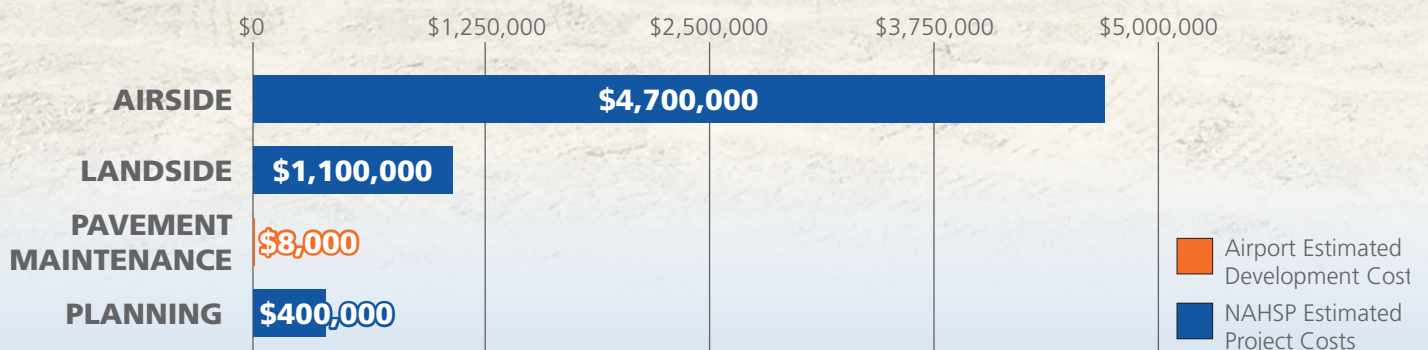 $0 $1,250,000 $2,500,000 $3,750,000 $5,000,000
AIRSIDE $4,700,000
LANDSIDE $1,100,000
PAVEMENT
MAINTENANCE $8,000
PLANNING $400,000
Airport Estimated
Development Cost
NAHSP Estimated
Project Costs